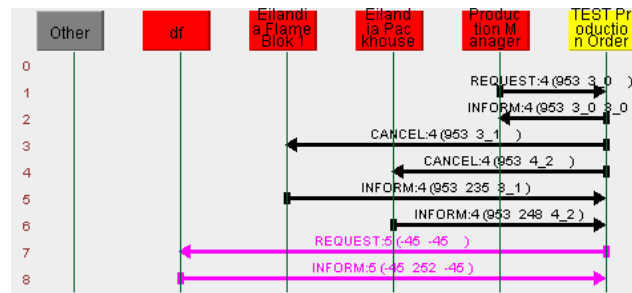 Other
df
Eilandi
a Flame
Blok 1
Eiland
ia Pac
khouse
Produc
tion M
anager
TEST Pr
oductio
n Order
0
REQUEST:4 (953 3_0 )
1
INFORM:4 (953 3_0 3_0
2
CANCEL:4 (953 3_1 )
3
CANCEL:4 (953 4_2 )
4
INFORM:4 (953 235 3_1)
5
INFORM:4 (953 248 4_2)
6
REQUEST:5 (-45 -45 )
7
INFORM:5 (-45 252 -45)
8